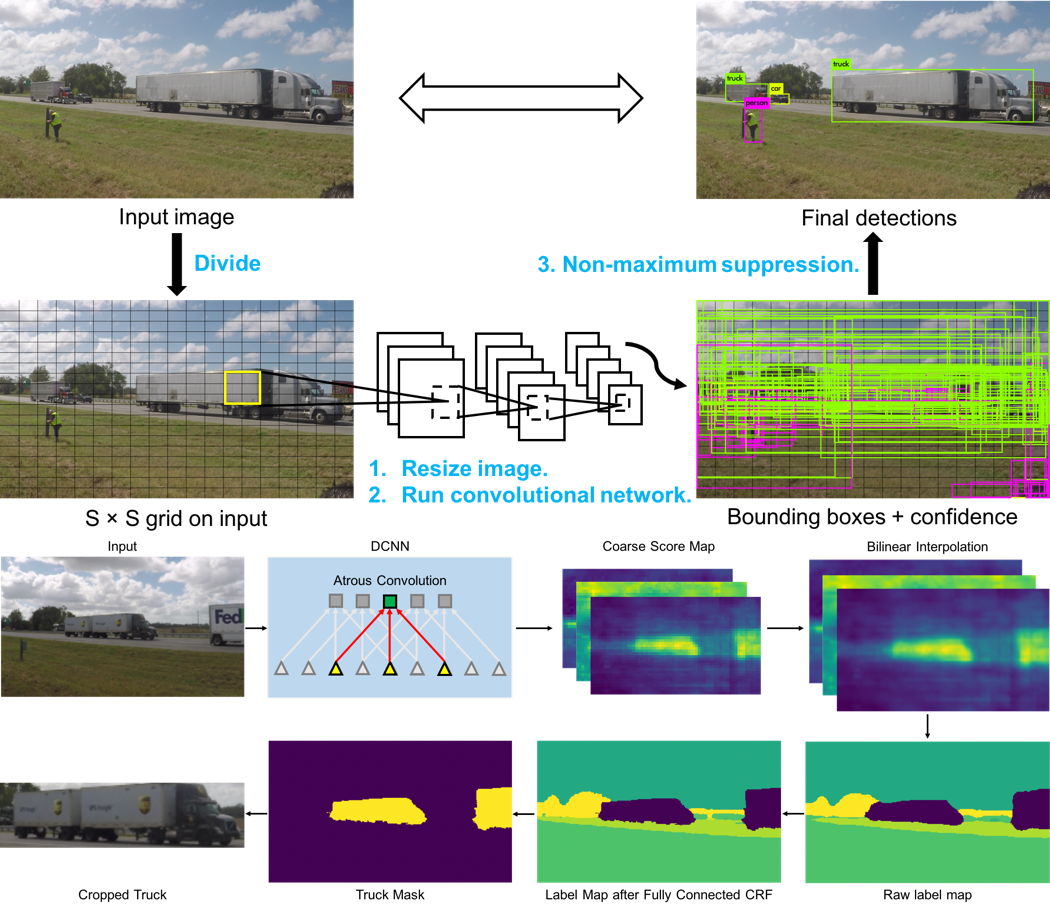 truck
truck
car
person
Input image
Final detections
Divide
3. Non-maximum suppression.
1. Resize image.
2. Run convolutional network.
S × S grid on input
Bounding boxes + confidence
Input
DCNN
Coarse Score Map
Bilinear Interpolation
Atrous Convolution
Fed
Cropped Truck
Truck Mask
Label Map after Fully Connected CRF
Raw label map